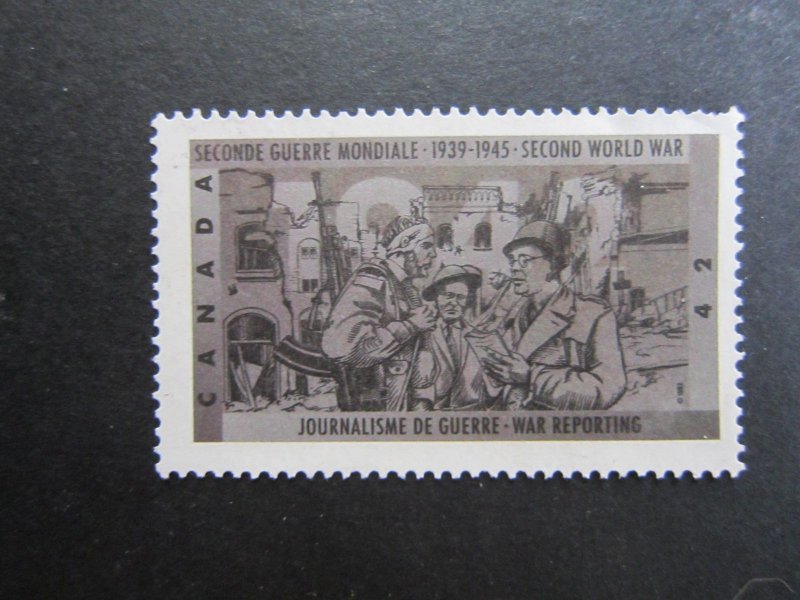 SECONDE GUERRE MONDIALE · 1939-1945 · SECOND WORLD WAR
CANADA
42
JOURNALISME DE GUERRE · WAR REPORTING